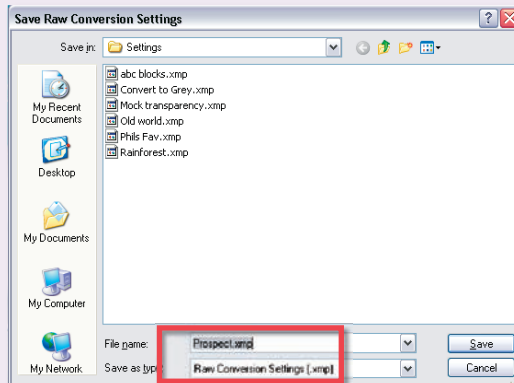 Save Raw Conversion Settings
Save in:
Settings
abc blocks.xmp
Convert to Grey.xmp
Mock transparency.xmp
Old world.xmp
Phils Fav.xmp
Rainforest.xmp
My Recent
Documents
Desktop
My Documents
My Computer
My Network
File name:
Prospect.xmp
Save
Save as type:
Raw Conversion Settings (.xmp)
Cancel